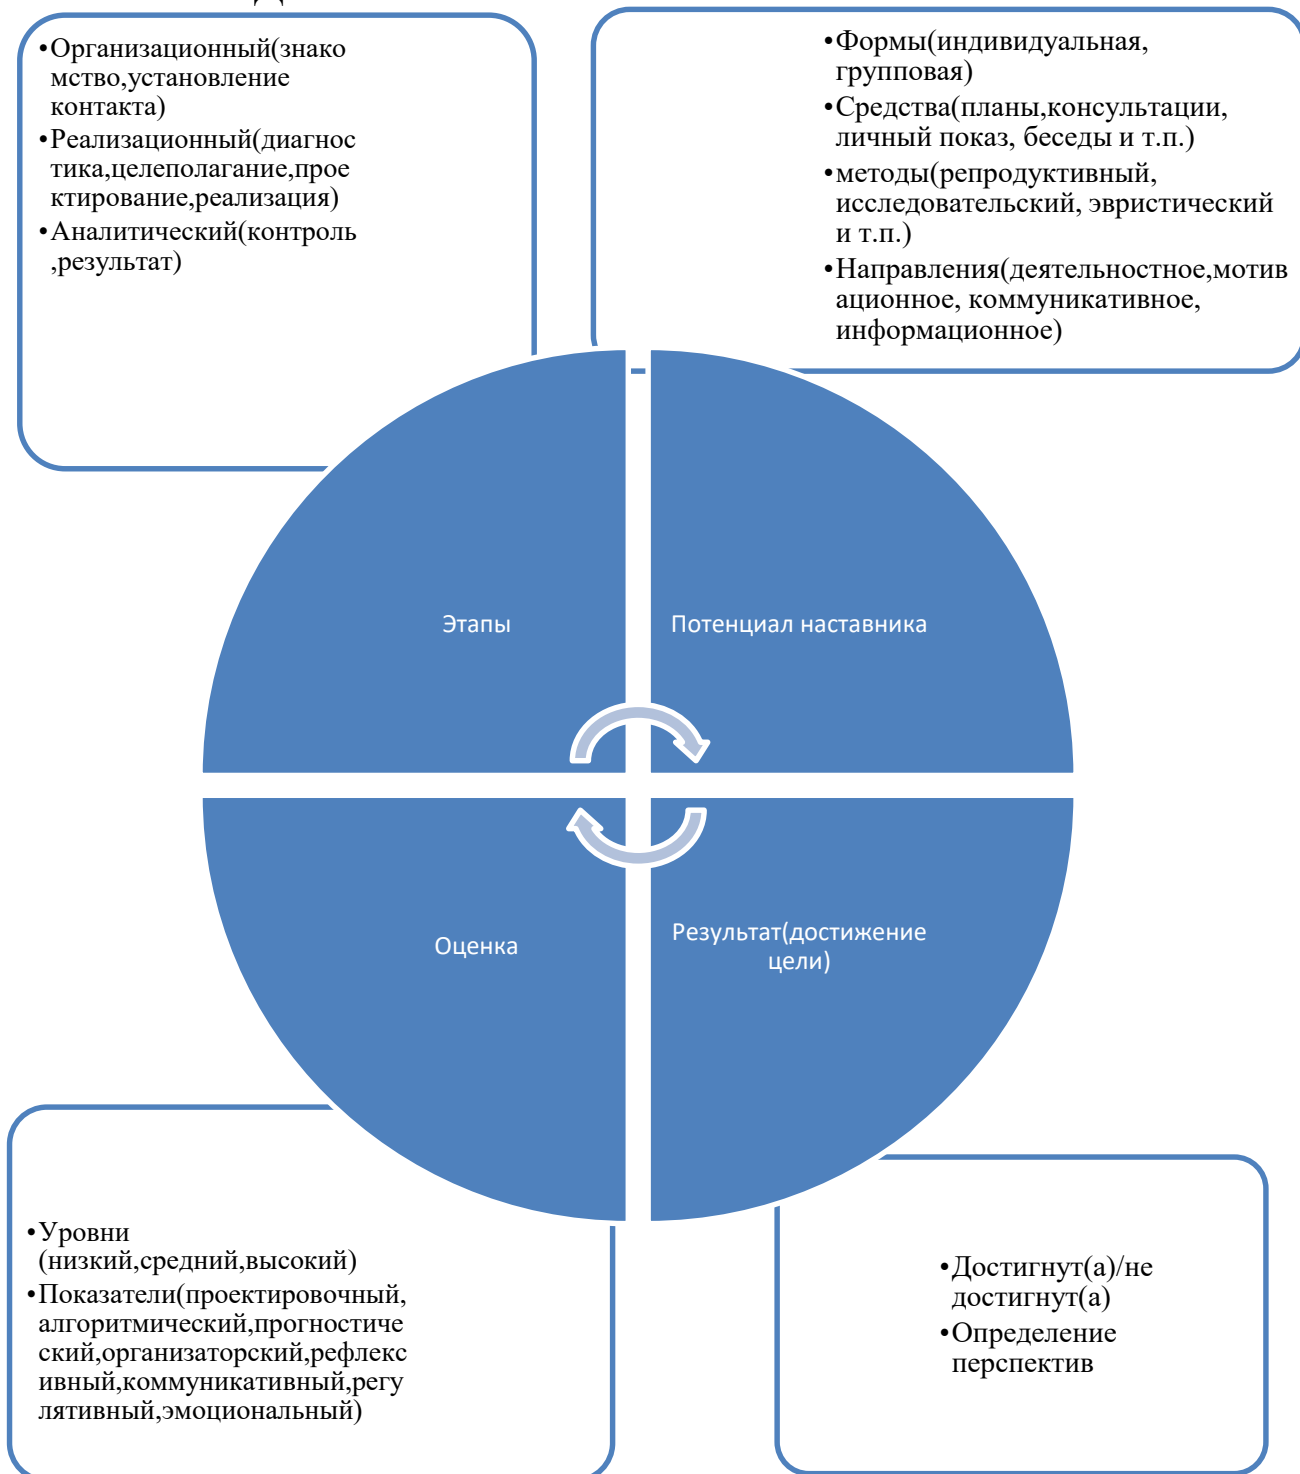 •Организационный(знако
мство,установление
контакта)
•Реализационный(диагнос
тика,целеполагание,прое
ктирование,реализация)
•Аналитический(контроль
,результат)
•Формы(индивидуальная,
групповая)
•Средства(планы,консультации,
личный показ, беседы и т.п.)
•методы(репродуктивный,
исследовательский, эвристический
и т.п.)
•Направления(деятельностное,мотив
ационное, коммуникативное,
информационное)
Этапы
Потенциал наставника
Оценка
Результат(достижение
цели)
•Уровни
(низкий,средний,высокий)
•Показатели(проектировочный,
алгоритмический,прогностиче
ский,организаторский,рефлекс
ивный,коммуникативный,регу
лятивный,эмоциональный)
•Достигнут(а)/не
достигнут(а)
•Определение
перспектив